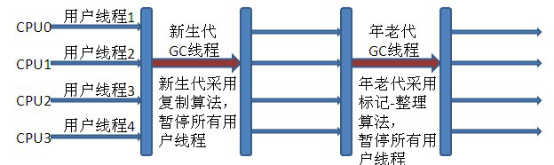 CPU0
用户线程1
CPU1
用户线程2
CPU2
用户线程3
CPU3
用户线程4
新生代
GC线程
新生代采用
复制算法,
暂停所有用
户线程
年老代
GC线程
年老代采用
标记-整理
算法,
暂停所有用
户线程